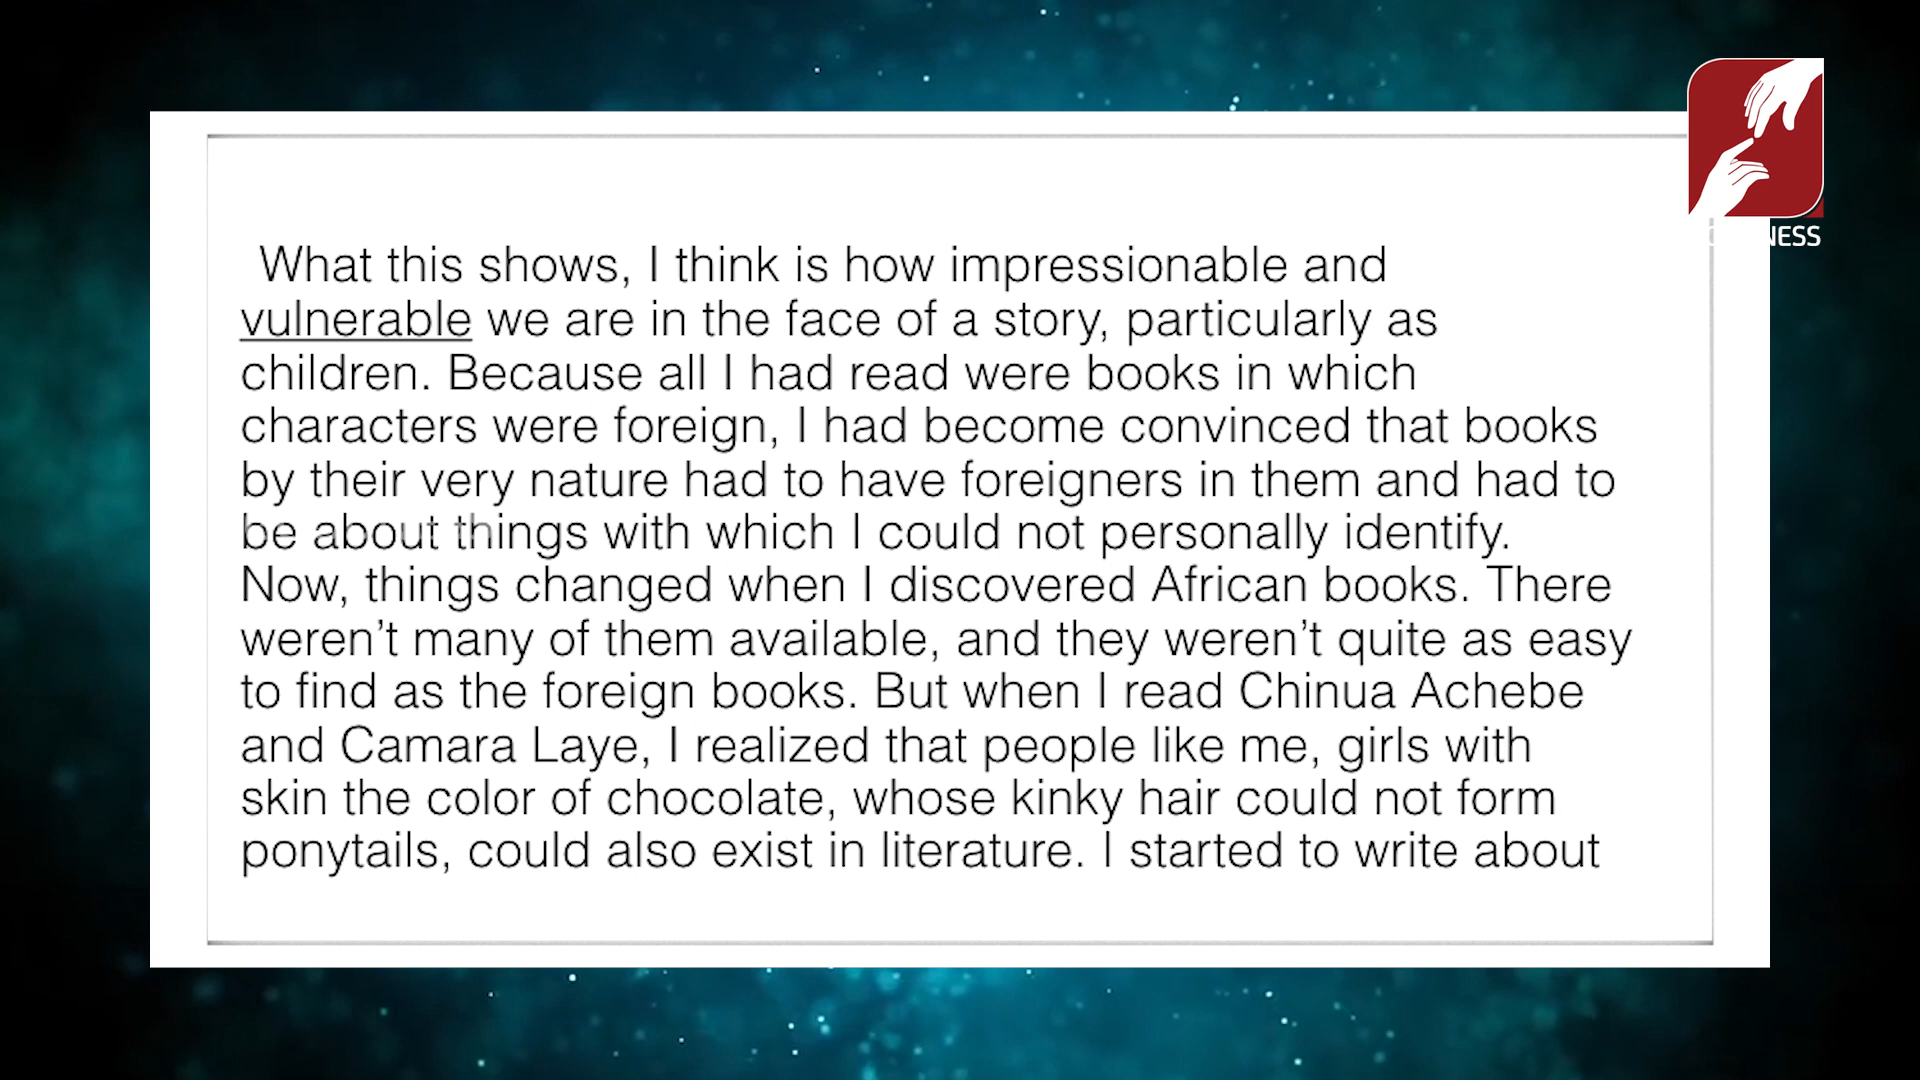 What this shows, I think is how impressionable and
vulnerable we are in the face of a story, particularly as
children. Because all I had read were books in which
characters were foreign, I had become convinced that books
by their very nature had to have foreigners in them and had to
be about things with which I could not personally identify.
Now, things changed when I discovered African books. There
weren’t many of them available, and they weren’t quite as easy
to find as the foreign books. But when I read Chinua Achebe
and Camara Laye, I realized that people like me, girls with
skin the color of chocolate, whose kinky hair could not form
ponytails, could also exist in literature. I started to write about